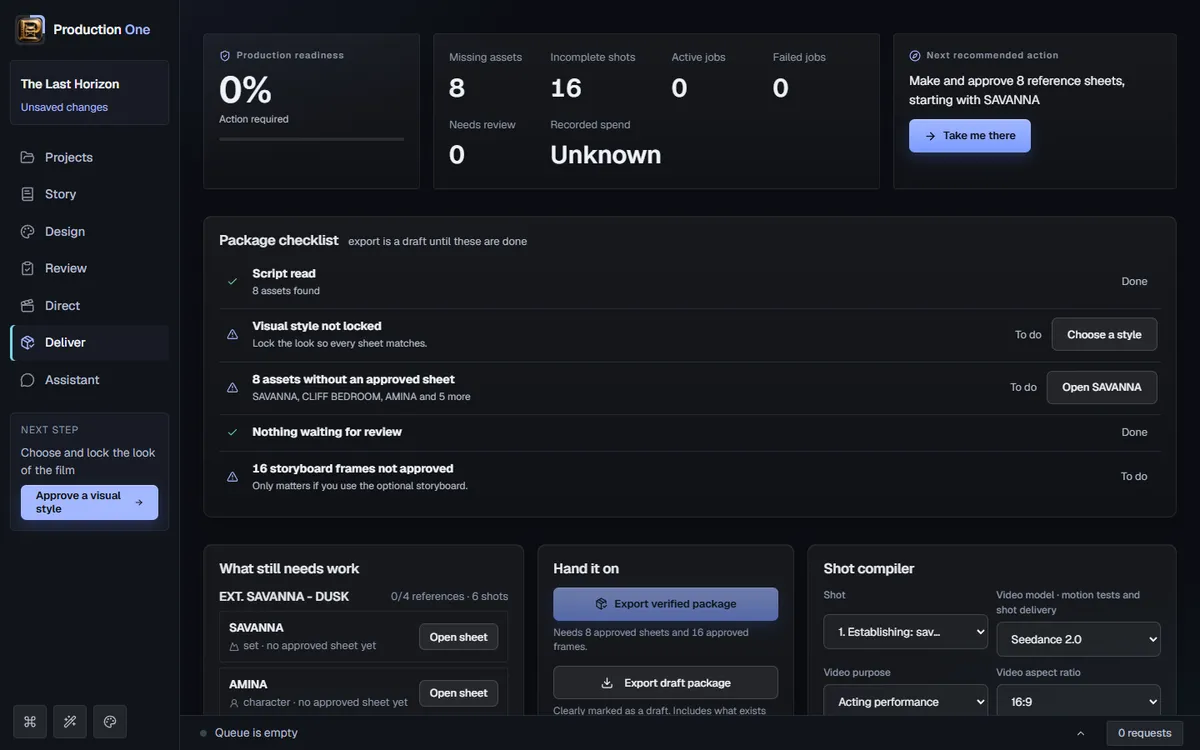 Production One
The Last Horizon
Unsaved changes
Projects
Story
Design
Review
Direct
Deliver
Assistant
NEXT STEP
Choose and lock the look
of the film
Approve a visual
style
Production readiness
0%
Action required
Missing assets
8
Incomplete shots
16
Active jobs
0
Failed jobs
0
Needs review
0
Recorded spend
Unknown
Next recommended action
Make and approve 8 reference sheets,
starting with SAVANNA
Take me there
Package checklist export is a draft until these are done
Script read
8 assets found
Done
Visual style not locked
Lock the look so every sheet matches.
To do
Choose a style
8 assets without an approved sheet
SAVANNA, CLIFF BEDROOM, AMINA and 5 more
To do
Open SAVANNA
Nothing waiting for review
Done
16 storyboard frames not approved
Only matters if you use the optional storyboard.
To do
What still needs work
EXT. SAVANNA - DUSK
0/4 references · 6 shots
SAVANNA
set · no approved sheet yet
Open sheet
AMINA
character · no approved sheet yet
Open sheet
Hand it on
Export verified package
Needs 8 approved sheets and 16 approved
frames.
Export draft package
Clearly marked as a draft. Includes what exists
Shot compiler
Shot
1. Establishing: sav...
Video model · motion tests and
shot delivery
Seedance 2.0
Video purpose
Acting performance
Video aspect ratio
16:9
Queue is empty
0 requests